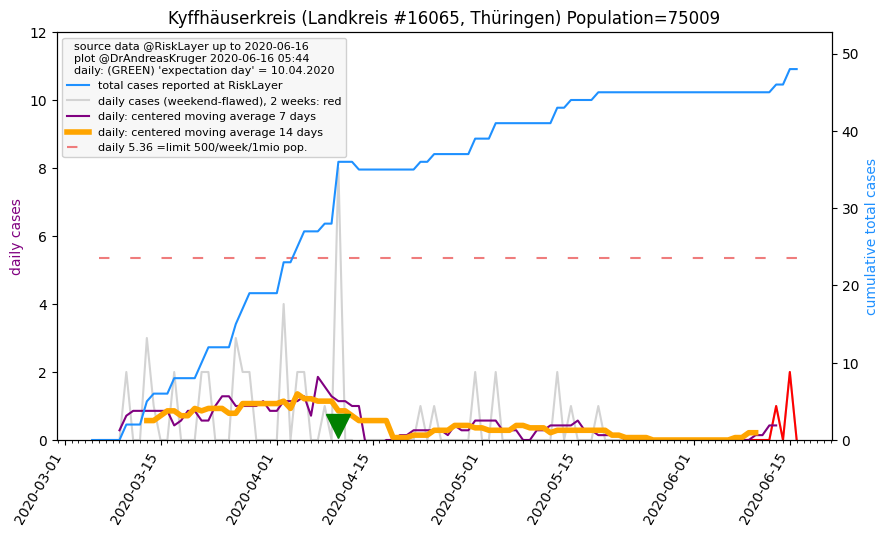 Kyffhäuserkreis (Landkreis #16065, Thüringen) Population=75009
source data @RiskLayer up to 2020-06-16
plot @DrAndreasKruger 2020-06-16 05:44
daily: (GREEN) 'expectation day' = 10.04.2020
total cases reported at RiskLayer
daily cases (weekend-flawed), 2 weeks: red
daily: centered moving average 7 days
daily: centered moving average 14 days
daily 5.36 =limit 500/week/1mio pop.
daily cases
12
10
8
6
4
2
0
cumulative total cases
50
40
30
20
10
0
2020-03-01
2020-03-15
2020-04-01
2020-04-15
2020-05-01
2020-05-15
2020-06-01
2020-06-15